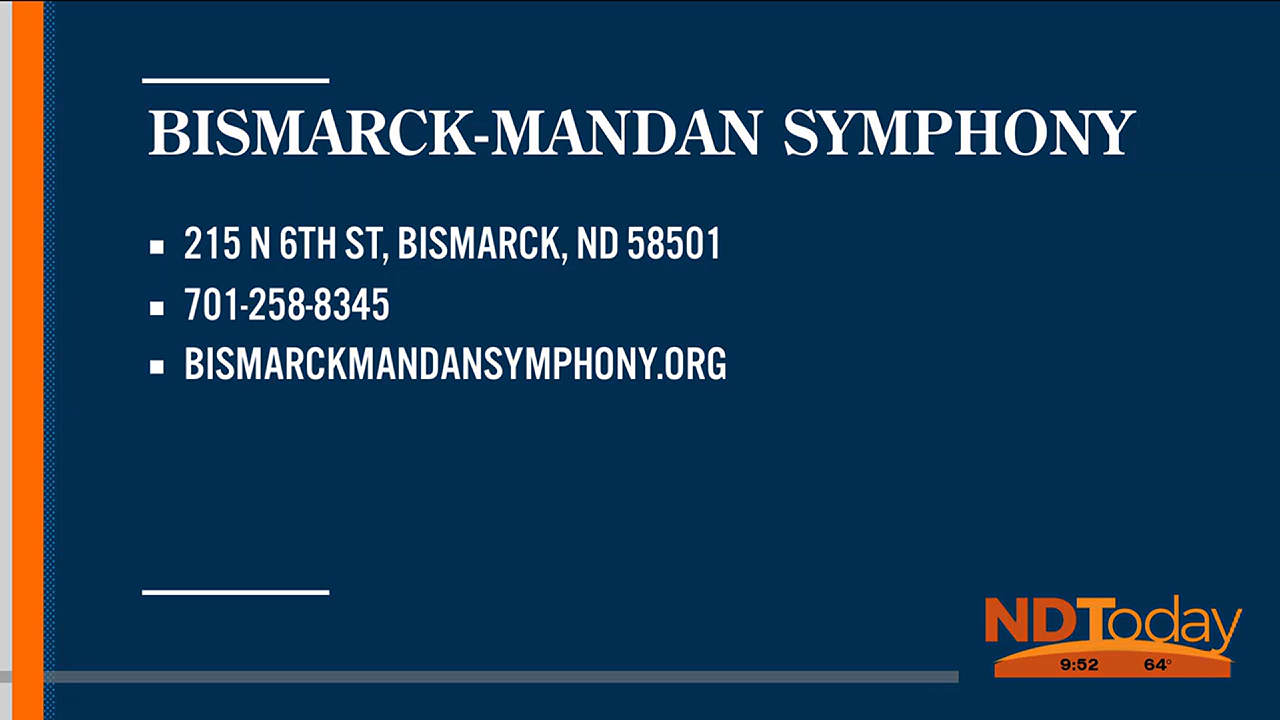 BISMARCK-MANDAN SYMPHONY
215 N 6TH ST, BISMARCK, ND 58501
701-258-8345
BISMARCKMANDANSYMPHONY.ORG
NDToday
9:52 64°